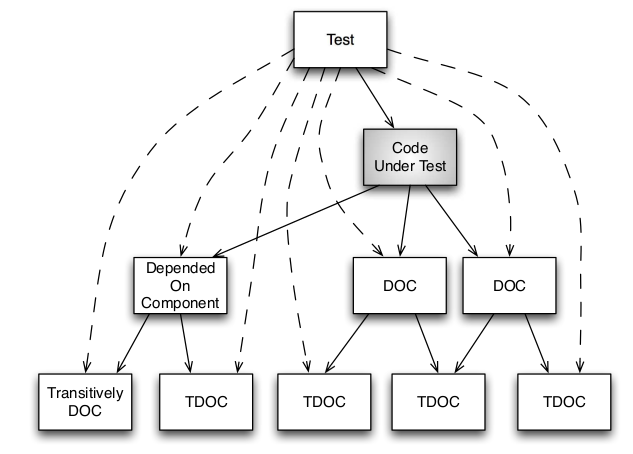 Test
Code
Under Test
Depended
On
Component
DOC
DOC
Transitively
DOC
TDOC
TDOC
TDOC
TDOC